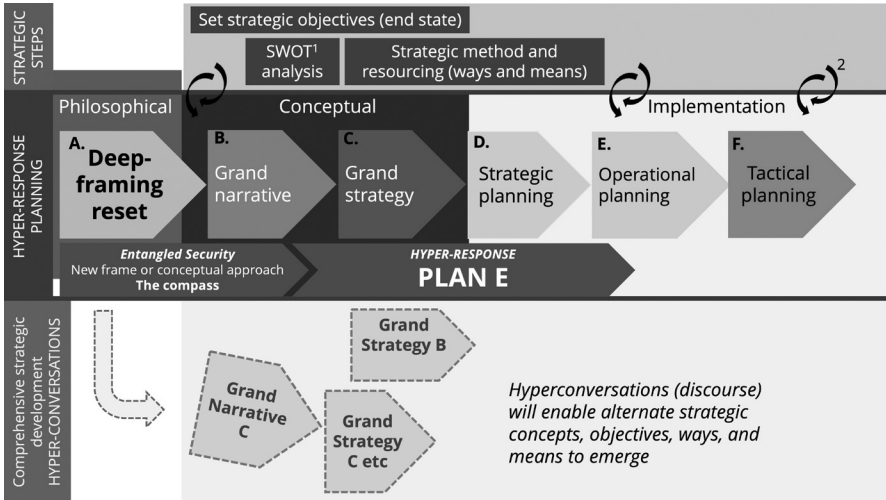 STRATEGIC
STEPS
Set strategic objectives (end state)
SWOT1
analysis
Strategic method and
resourcing (ways and means)
2
HYPER-RESPONSE
PLANNING
Philosophical
Conceptual
Implementation
A.
Deep-
framing
reset
B.
Grand
narrative
C.
Grand
strategy
D.
Strategic
planning
E.
Operational
planning
F.
Tactical
planning
Entangled Security
New frame or conceptual approach
The compass
HYPER-RESPONSE
PLAN E
Comprehensive strategic
development
HYPER-CONVERSATIONS
Grand
Strategy B
Grand
Narrative
C
Grand
Strategy
C etc
Hyperconversations (discourse)
will enable alternate strategic
concepts, objectives, ways, and
means to emerge